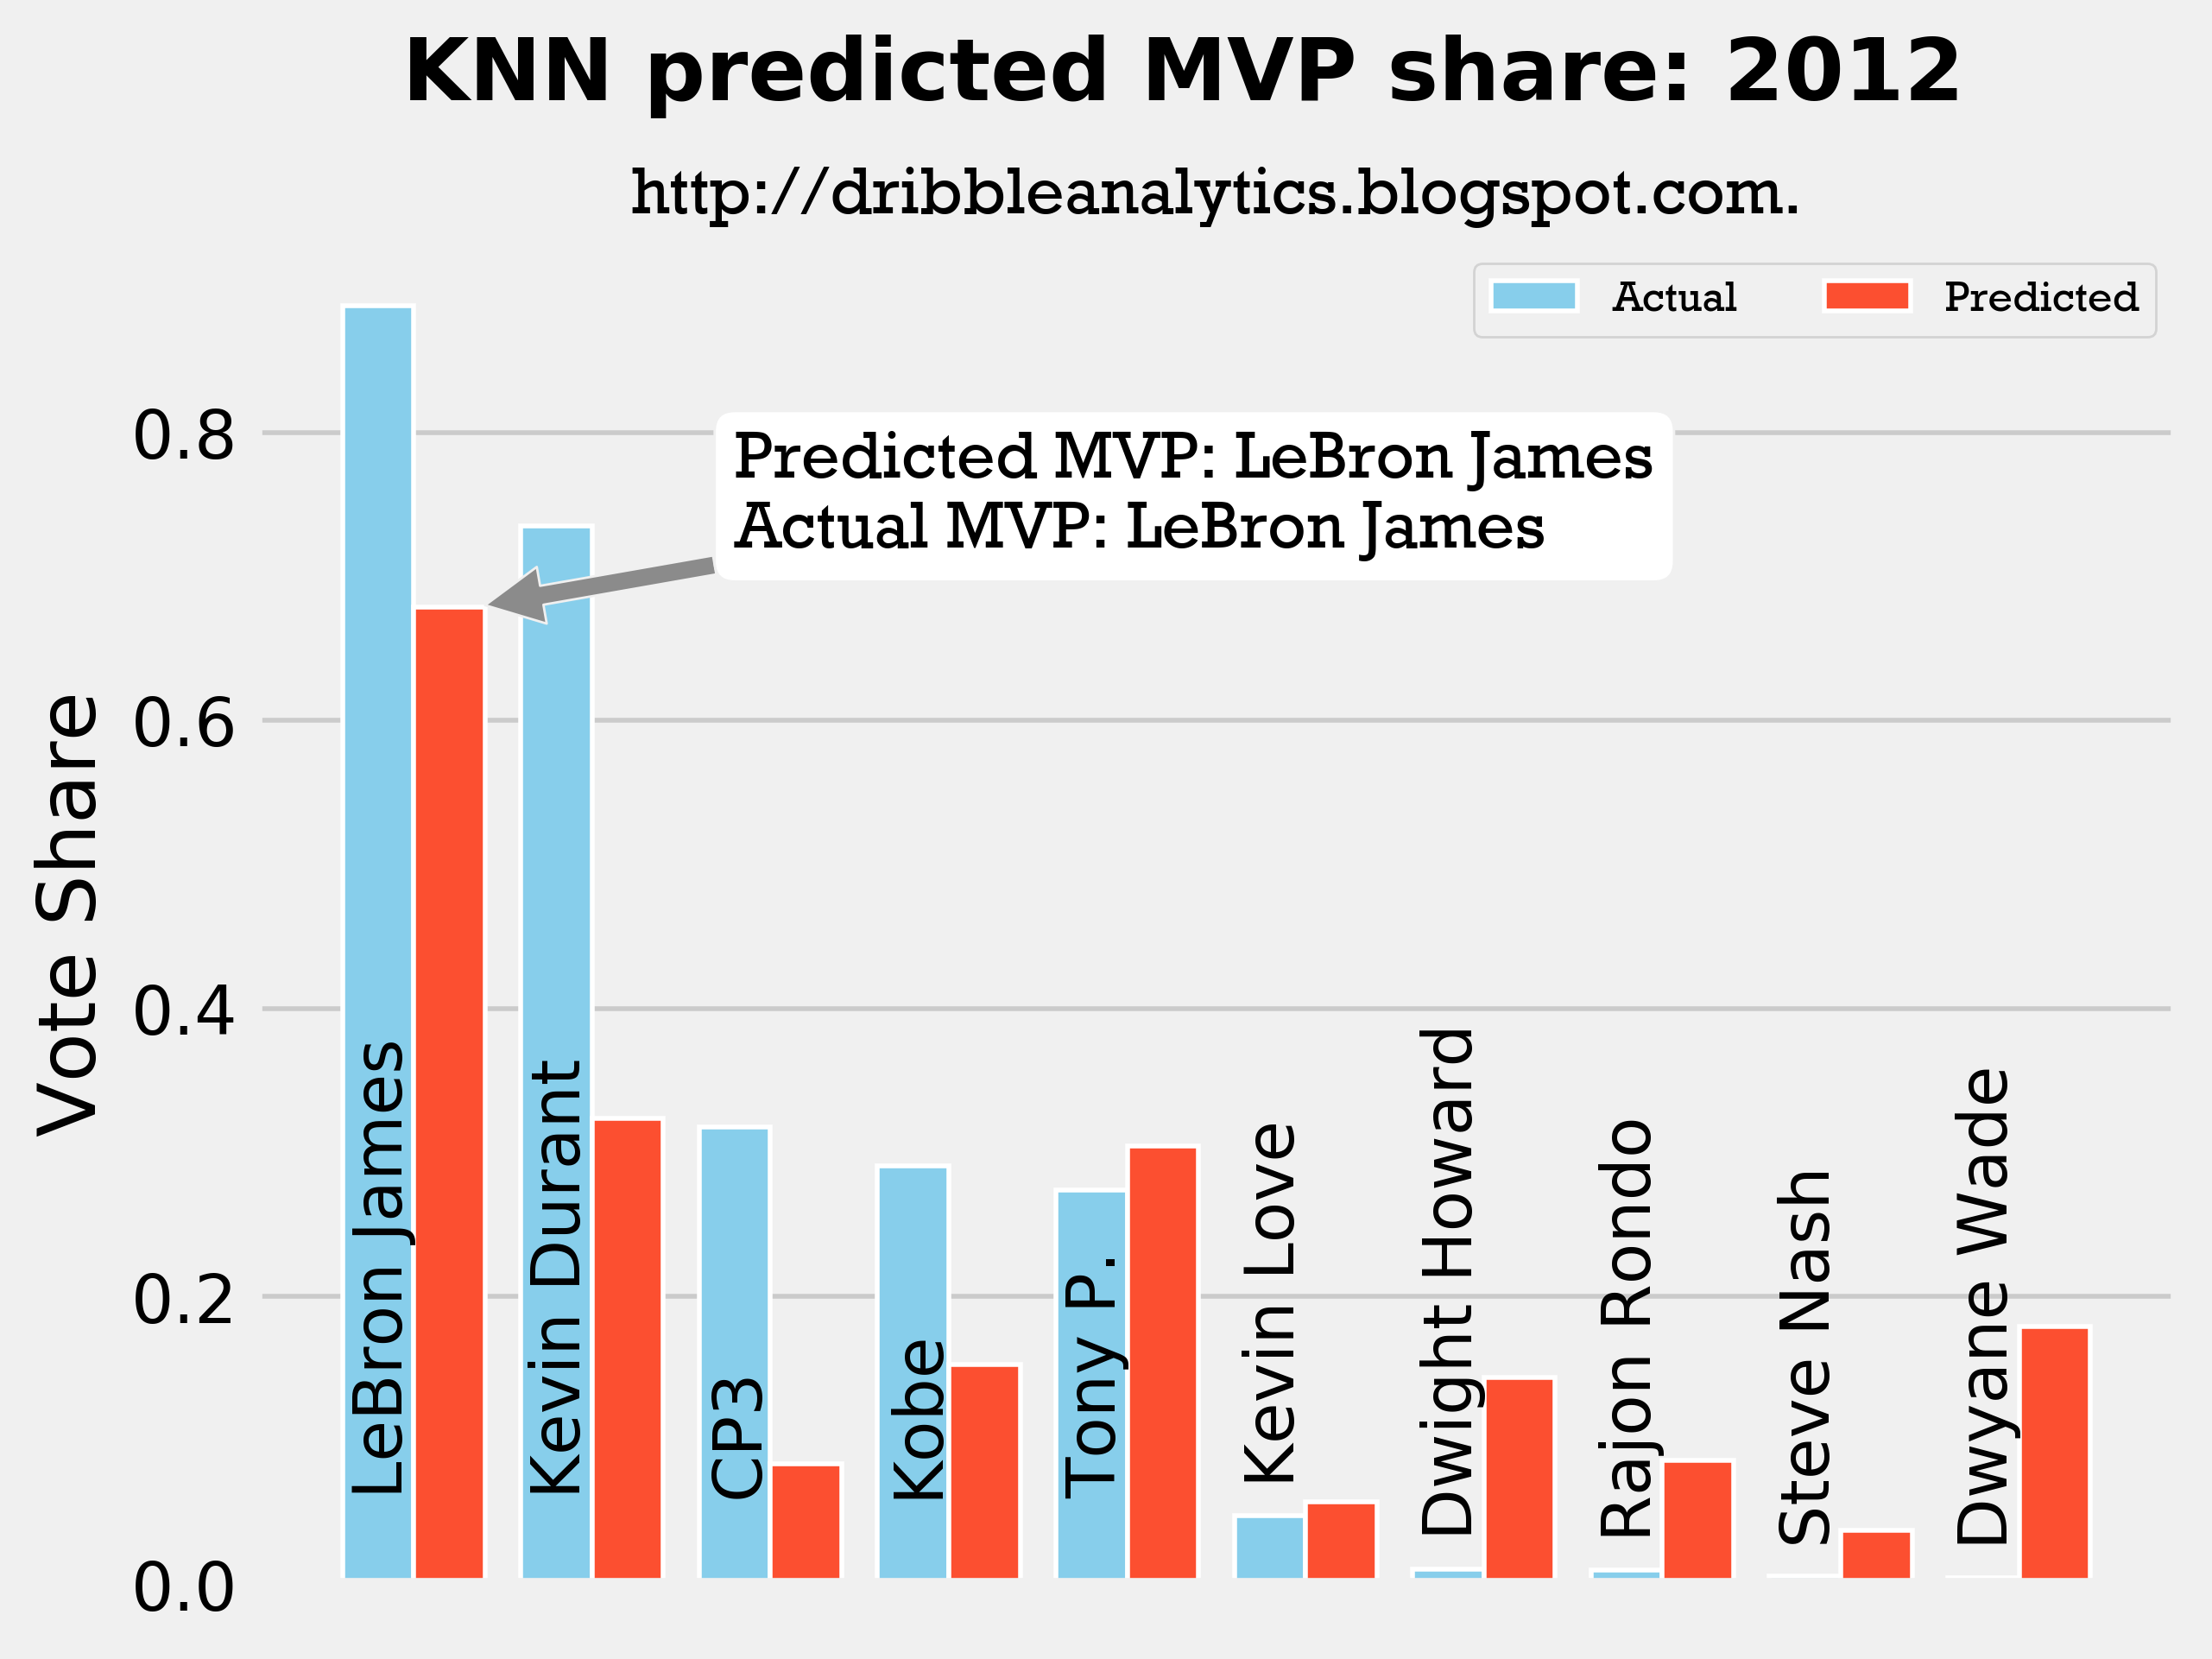 KNN predicted MVP share: 2012
http://dribbleanalytics.blogspot.com.
Actual
Predicted
Predicted MVP: LeBron James
Actual MVP: LeBron James
Vote Share
0.8
0.6
0.4
0.2
0.0
LeBron James
Kevin Durant
CP3
Kobe
Tony P.
Kevin Love
Dwight Howard
Rajon Rondo
Steve Nash
Dwyane Wade